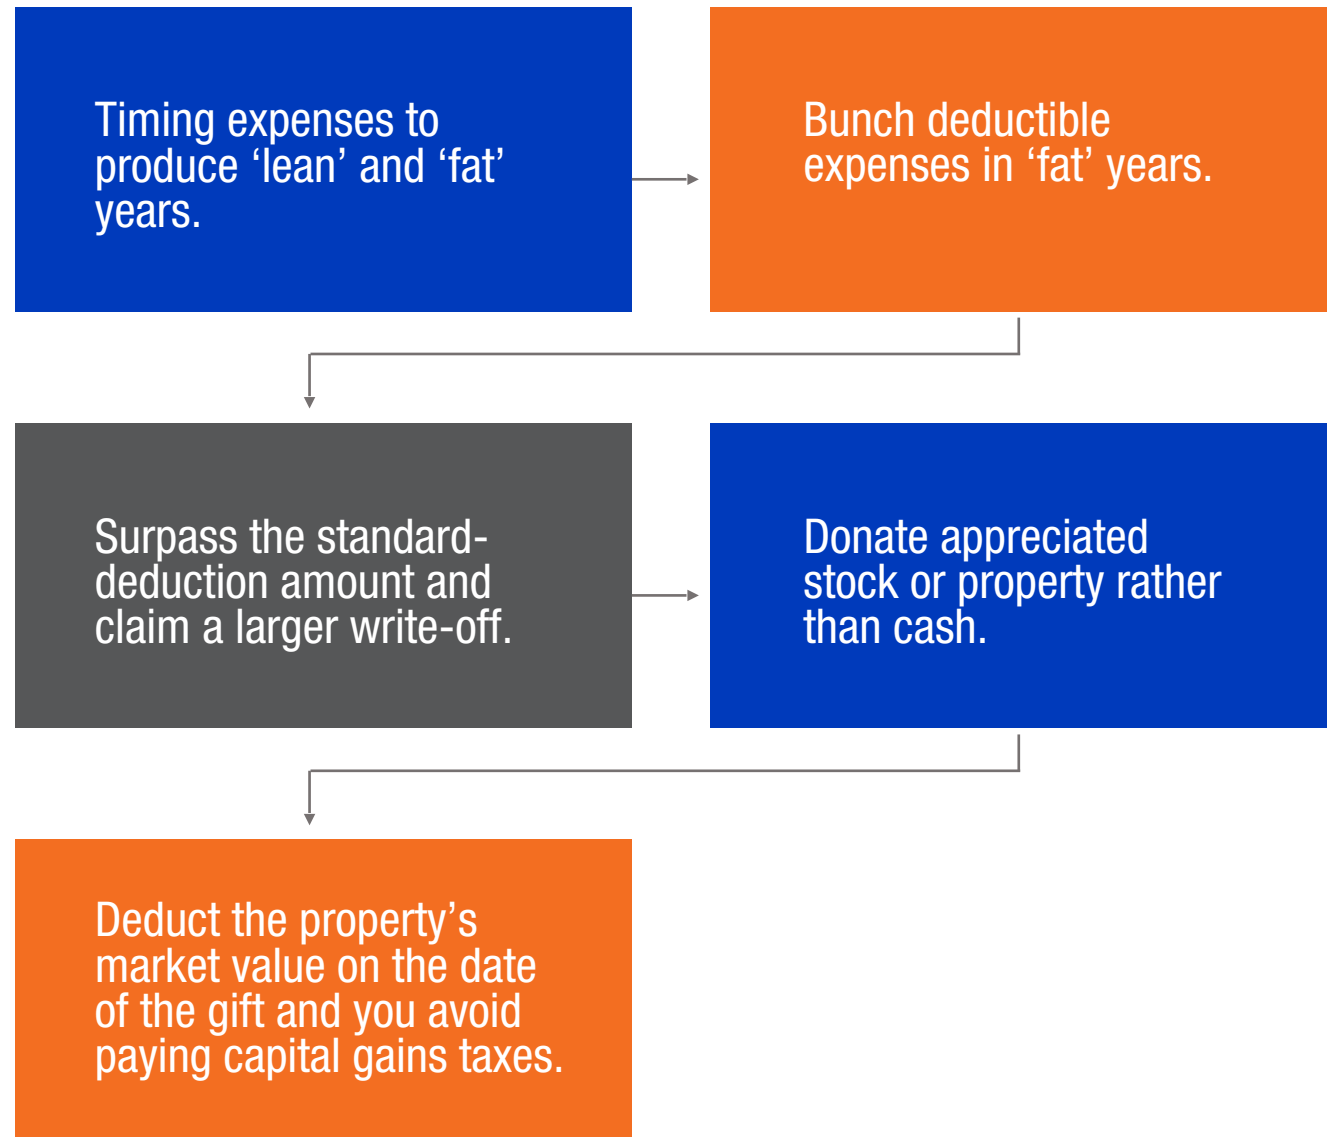 Timing expenses to
produce ‘lean’ and ‘fat’
years.
Bunch deductible
expenses in ‘fat’ years.
Surpass the standard-
deduction amount and
claim a larger write-off.
Donate appreciated
stock or property rather
than cash.
Deduct the property’s
market value on the date
of the gift and you avoid
paying capital gains taxes.